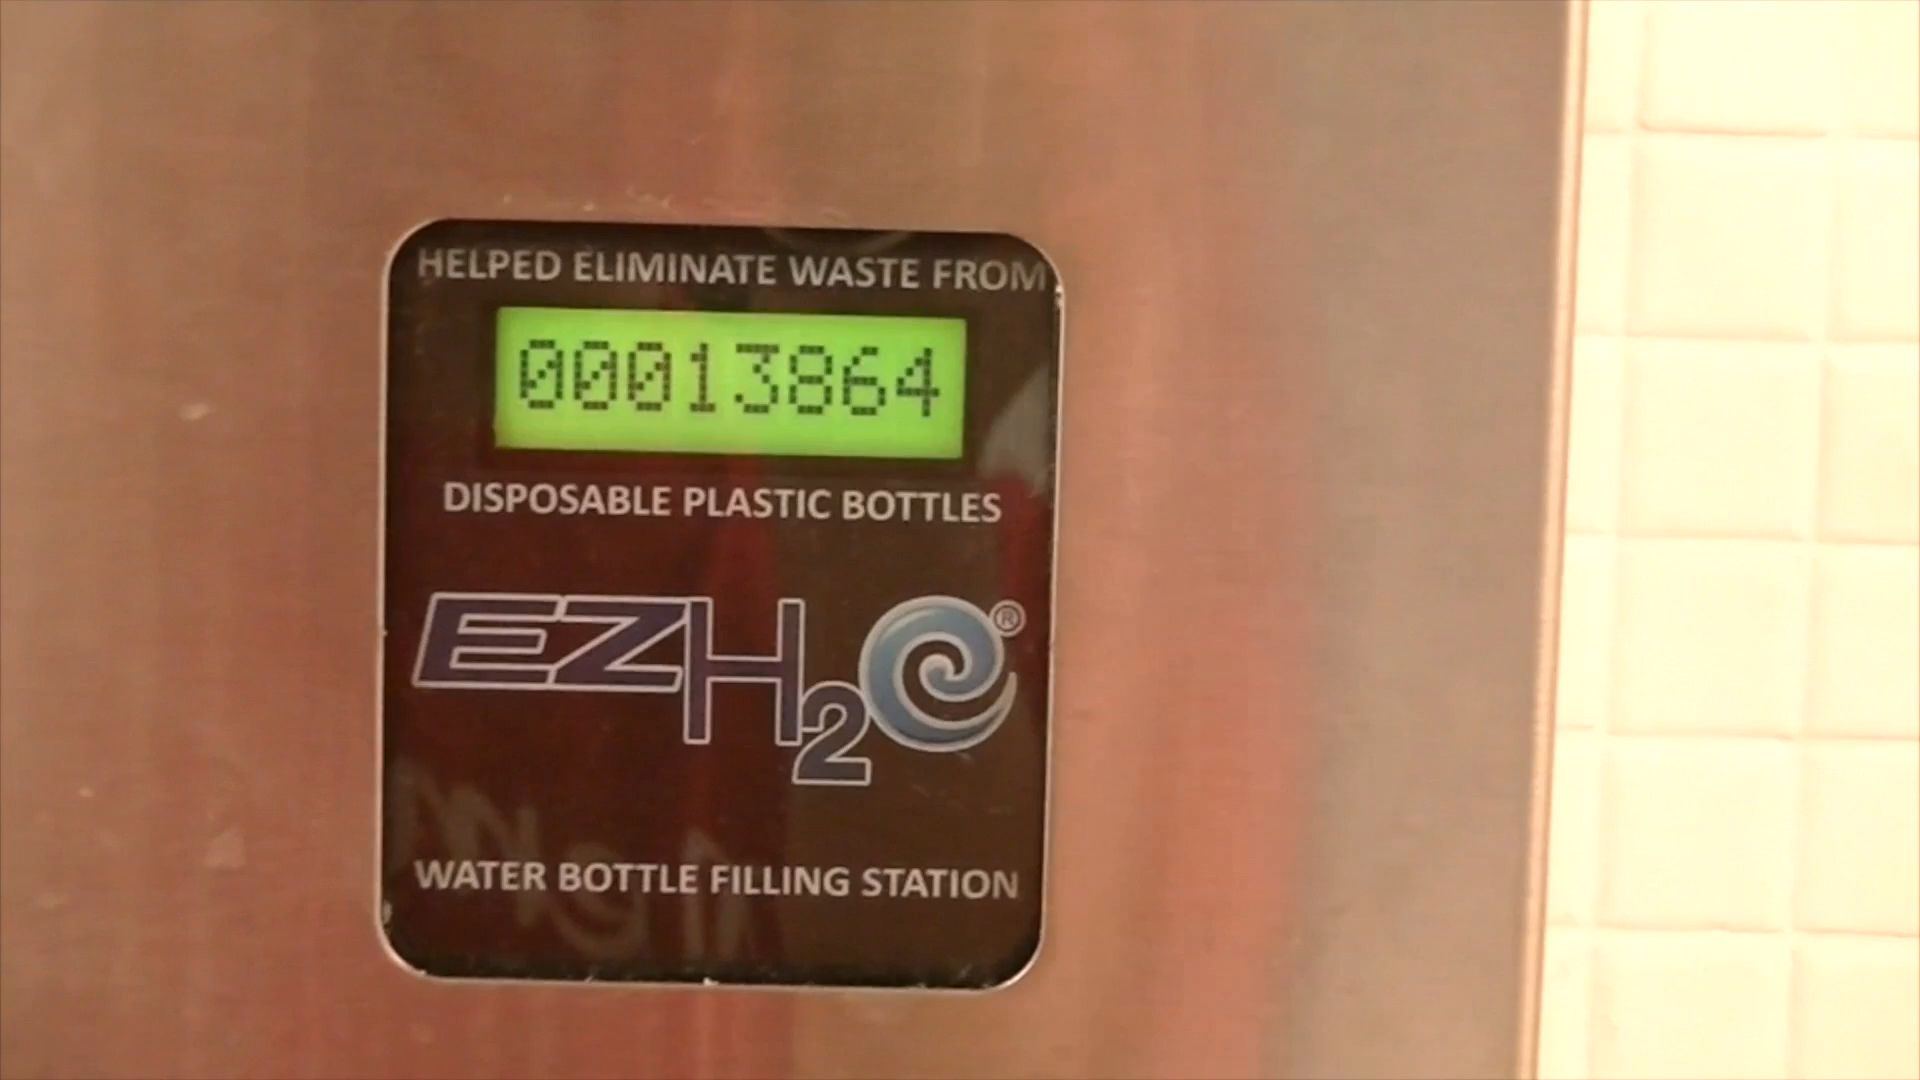 HELPED ELIMINATE WASTE FROM
00013864
DISPOSABLE PLASTIC BOTTLES
EZH2O®
WATER BOTTLE FILLING STATION